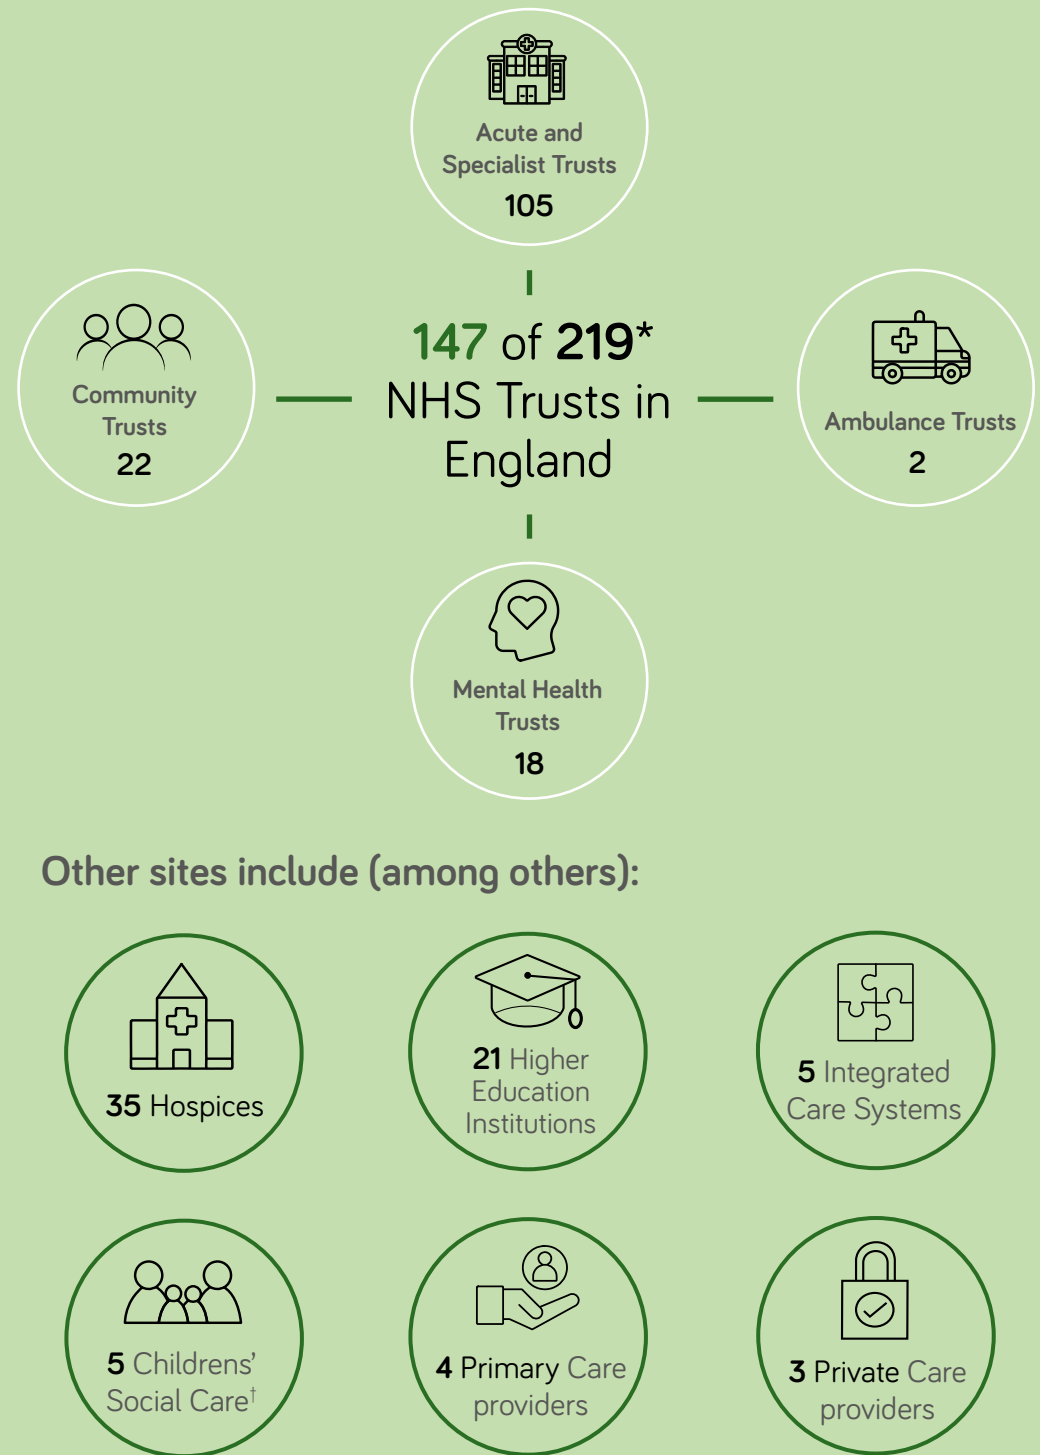 Acute and
Specialist Trusts
105
147 of 219*
NHS Trusts in
England
Community
Trusts
22
Ambulance Trusts
2
Mental Health
Trusts
18
Other sites include (among others):
35 Hospices
21 Higher
Education
Institutions
5 Integrated
Care Systems
5 Childrens’
Social Care†
4 Primary Care
providers
3 Private Care
providers